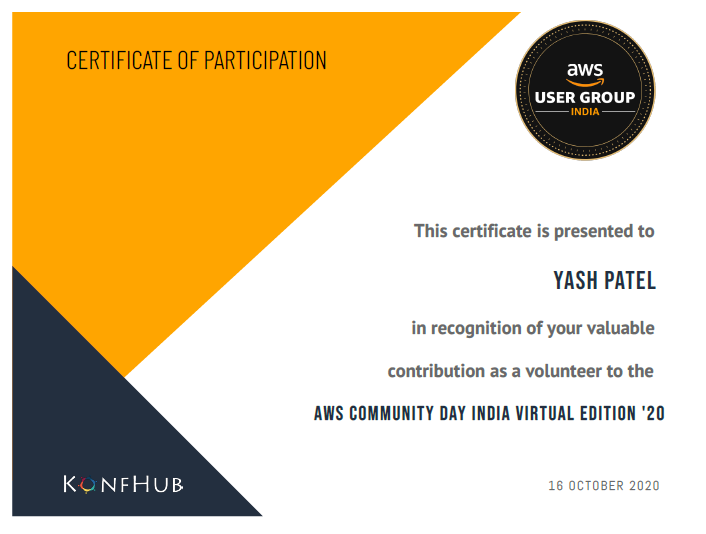 CERTIFICATE OF PARTICIPATION
aws
USER GROUP
INDIA
This certificate is presented to
YASH PATEL
in recognition of your valuable
contribution as a volunteer to the
AWS COMMUNITY DAY INDIA VIRTUAL EDITION '20
KONFHUB
16 OCTOBER 2020